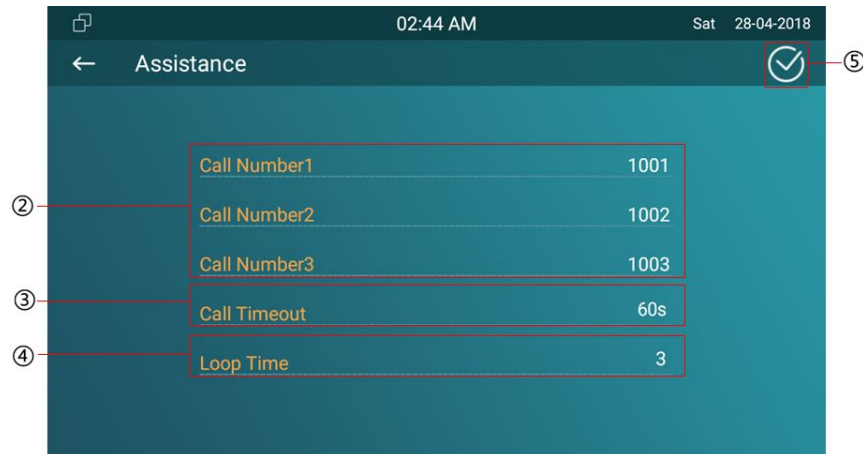 02:44 AM Sat 28-04-2018
Assistance ⑤
Call Number1 1001
② Call Number2 1002
Call Number3 1003
③ Call Timeout 60s
④ Loop Time 3